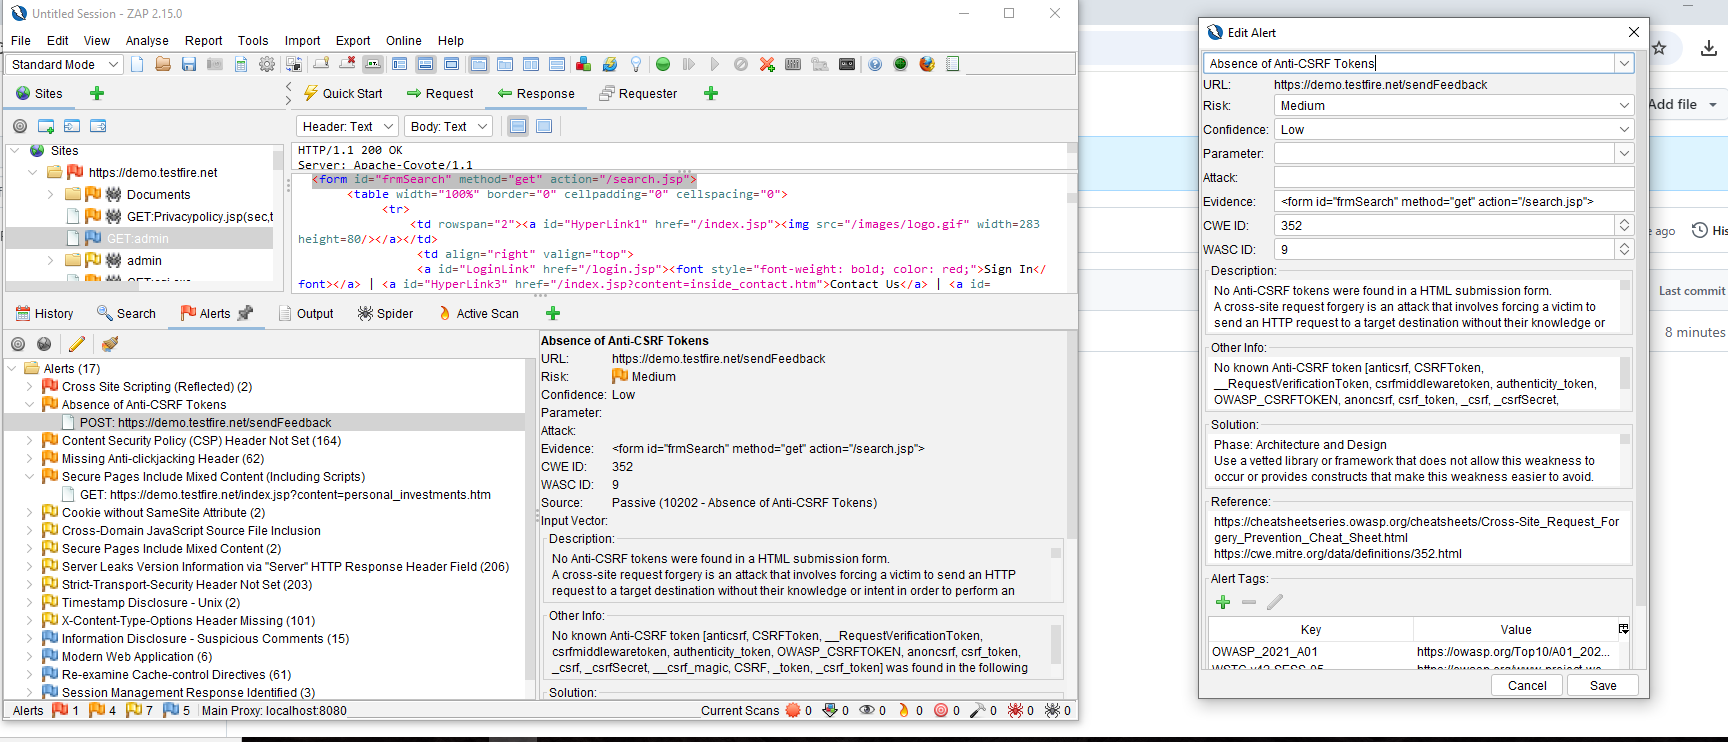 Untitled Session - ZAP 2.15.0
File Edit View Analyse Report Tools Import Export Online Help
Standard Mode
Sites
Quick Start Request Response Requester
Header: Text Body: Text
Sites
https://demo.testfire.net
Documents
GET:Privacypolicy.jsp(sec,t
GET:admin
admin
HTTP/1.1 200 OK
Server: Apache-Coyote/1.1
<form id="frmSearch" method="get" action="/search.jsp">
<table width="100%" border="0" cellpadding="0" cellspacing="0">
<tr>
<td rowspan="2"><a id="HyperLink1" href="/index.jsp"><img src="/images/logo.gif" width=283
height=80/></a></td>
<td align="right" valign="top">
<a id="LoginLink" href="/login.jsp"><font style="font-weight: bold; color: red;">Sign In</
font></a> | <a id="HyperLink3" href="/index.jsp?content=inside_contact.htm">Contact Us</a> | <a id=
History Search Alerts Output Spider Active Scan
Alerts (17)
Cross Site Scripting (Reflected) (2)
Absence of Anti-CSRF Tokens
POST: https://demo.testfire.net/sendFeedback
Content Security Policy (CSP) Header Not Set (164)
Missing Anti-clickjacking Header (62)
Secure Pages Include Mixed Content (Including Scripts)
GET: https://demo.testfire.net/index.jsp?content=personal_investments.htm
Cookie without SameSite Attribute (2)
Cross-Domain JavaScript Source File Inclusion
Secure Pages Include Mixed Content (2)
Server Leaks Version Information via "Server" HTTP Response Header Field (206)
Strict-Transport-Security Header Not Set (203)
Timestamp Disclosure - Unix (2)
X-Content-Type-Options Header Missing (101)
Information Disclosure - Suspicious Comments (15)
Modern Web Application (6)
Re-examine Cache-control Directives (61)
Session Management Response Identified (3)
Absence of Anti-CSRF Tokens
URL: https://demo.testfire.net/sendFeedback
Risk: Medium
Confidence: Low
Parameter:
Attack:
Evidence: <form id="frmSearch" method="get" action="/search.jsp">
CWE ID: 352
WASC ID: 9
Source: Passive (10202 - Absence of Anti-CSRF Tokens)
Input Vector:
Description:
No Anti-CSRF tokens were found in a HTML submission form.
A cross-site request forgery is an attack that involves forcing a victim to send an HTTP
request to a target destination without their knowledge or intent in order to perform an
Other Info:
No known Anti-CSRF token [anticsrf, CSRFToken, __RequestVerificationToken,
csrfmiddlewaretoken, authenticity_token, OWASP_CSRFTOKEN, anoncsrf, csrf_token,
_csrf, _csrfSecret, __csrf_magic, CSRF, _token, _csrf_token] was found in the following
Solution:
Alerts 1 4 7 5 Main Proxy: localhost:8080
Current Scans 0 0 0 0 0 0 0 0
Edit Alert
Absence of Anti-CSRF Tokens
URL: https://demo.testfire.net/sendFeedback
Risk: Medium
Confidence: Low
Parameter:
Attack:
Evidence: <form id="frmSearch" method="get" action="/search.jsp">
CWE ID: 352
WASC ID: 9
Description:
No Anti-CSRF tokens were found in a HTML submission form.
A cross-site request forgery is an attack that involves forcing a victim to
send an HTTP request to a target destination without their knowledge or
Other Info:
No known Anti-CSRF token [anticsrf, CSRFToken,
__RequestVerificationToken, csrfmiddlewaretoken, authenticity_token,
OWASP_CSRFTOKEN, anoncsrf, csrf_token, _csrf, _csrfSecret,
Solution:
Phase: Architecture and Design
Use a vetted library or framework that does not allow this weakness to
occur or provides constructs that make this weakness easier to avoid.
Reference:
https://cheatsheetseries.owasp.org/cheatsheets/Cross-Site_Request_For
gery_Prevention_Cheat_Sheet.html
https://cwe.mitre.org/data/definitions/352.html
Alert Tags:
Key Value
OWASP_2021_A01 https://owasp.org/Top10/A01_202...
Cancel Save
Add file
ago His
Last commit
8 minutes